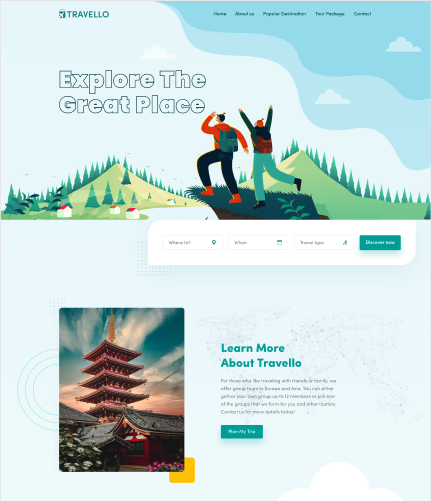 TRAVELLO
Home About us Popular Destination Tour Package Contact
Explore The
Great Place
Where to?
When
Travel Type
Discover now
Learn More
About Travello
For those who like traveling with friends or family, we
offer group tours to Europe and Asia. You can either
gather your own group up to 12 members or join one
of the groups that we form for you and other tourists.
Contact us for more details today!
Plan My Trip